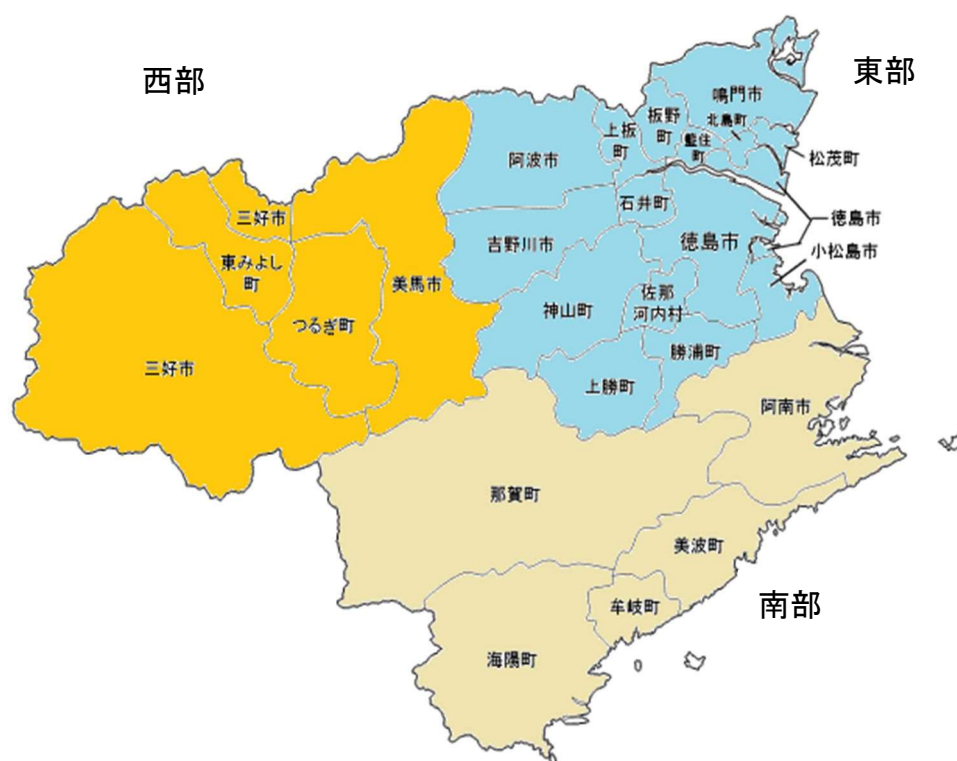 西部
東部
鳴門市
北島町
板野
町
藍住
町
上板
町
松茂町
阿波市
石井町
三好市
徳島市
徳島市
吉野川市
小松島市
東みよし
町
美馬市
佐那
河内村
神山町
つるぎ町
勝浦町
三好市
上勝町
阿南市
那賀町
美波町
牟岐町
南部
海陽町